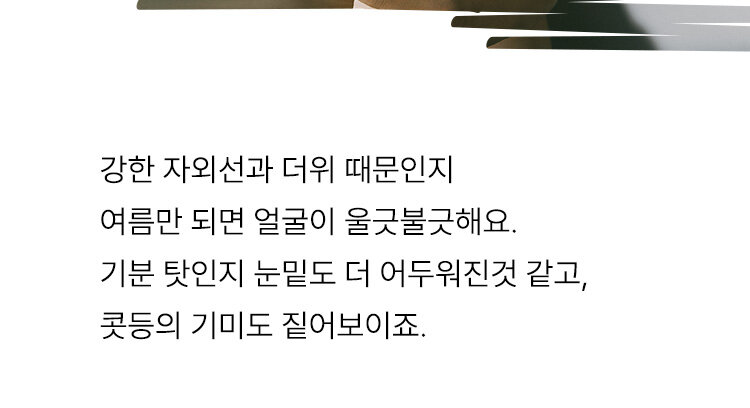 강한 자외선과 더위 때문인지
여름만 되면 얼굴이 울긋불긋해요.
기분 탓인지 눈밑도 더 어두워진것 같고,
콧등의 기미도 짙어보이죠.